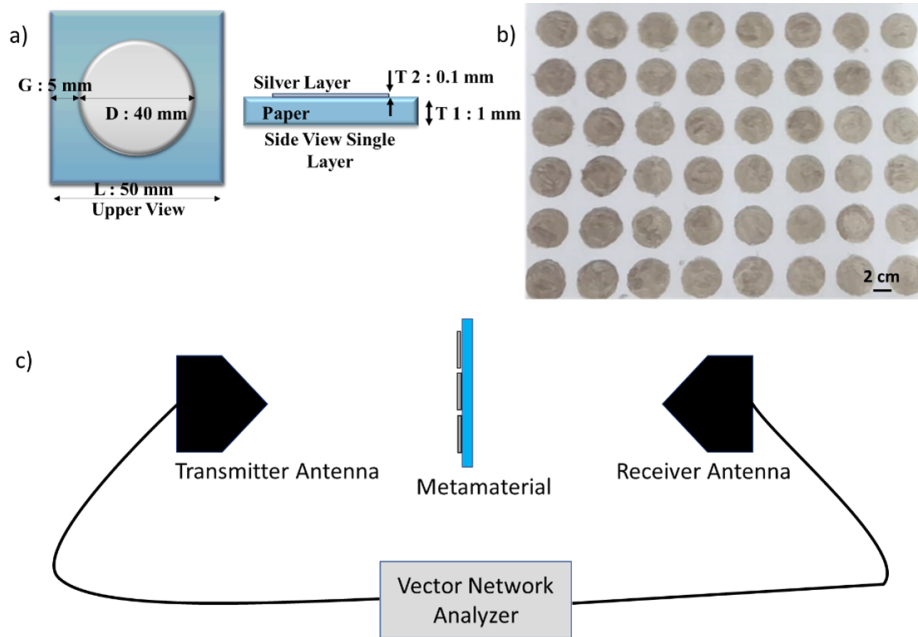 a)
G : 5 mm
D : 40 mm
L : 50 mm
Upper View
Silver Layer
T 2 : 0.1 mm
Paper
T 1 : 1 mm
Side View Single
Layer
b)
2 cm
c)
Transmitter Antenna
Metamaterial
Receiver Antenna
Vector Network
Analyzer